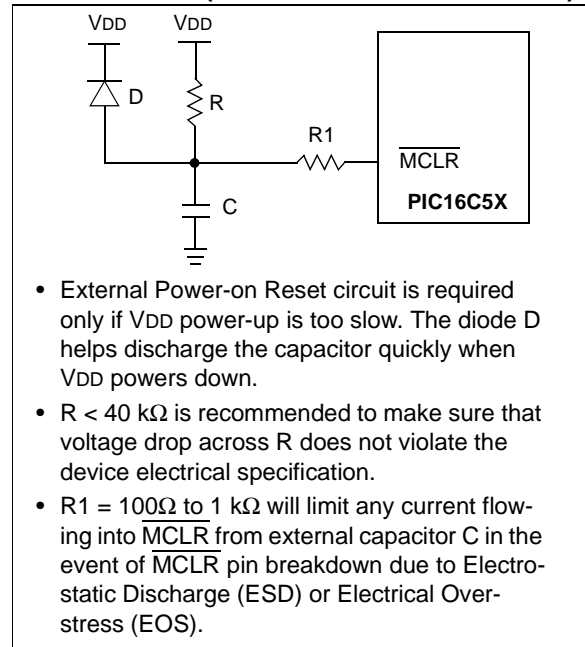 VDD VDD
D
R
R1
MCLR
PIC16C5X
C
• External Power-on Reset circuit is required
only if VDD power-up is too slow. The diode D
helps discharge the capacitor quickly when
VDD powers down.
• R < 40 kΩ is recommended to make sure that
voltage drop across R does not violate the
device electrical specification.
• R1 = 100Ω to 1 kΩ will limit any current flow-
ing into MCLR from external capacitor C in the
event of MCLR pin breakdown due to Electro-
static Discharge (ESD) or Electrical Over-
stress (EOS).